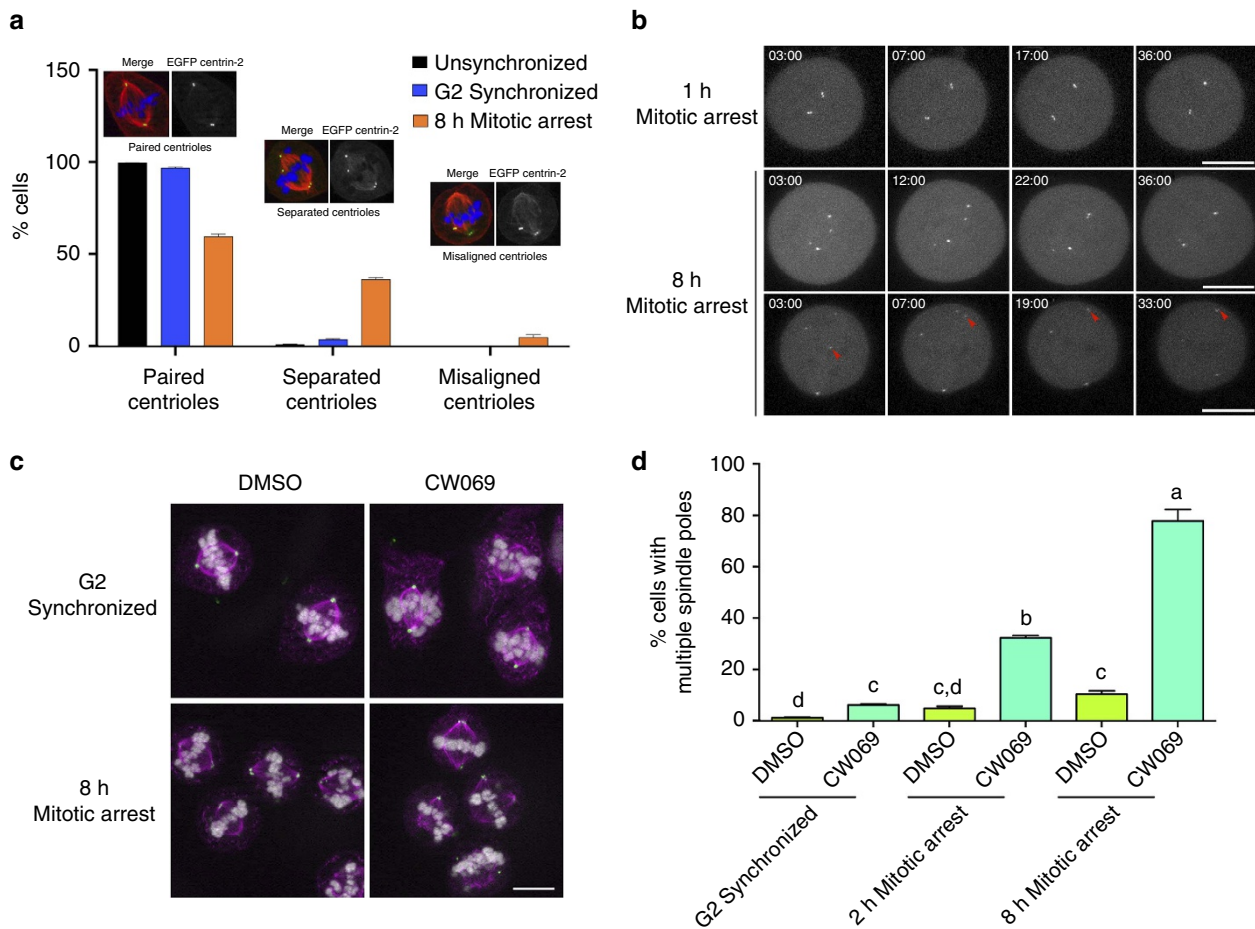 a
150
100
50
0
% cells
Merge EGFP centrin-2
Paired centrioles
Merge EGFP centrin-2
Separated centrioles
Merge EGFP centrin-2
Misaligned centrioles
Unsynchronized
G2 Synchronized
8 h Mitotic arrest
Paired
centrioles
Separated
centrioles
Misaligned
centrioles
b
1 h
Mitotic arrest
03:00 07:00 17:00 36:00
8 h
Mitotic arrest
03:00 12:00 22:00 36:00
03:00 07:00 19:00 33:00
c
DMSO CW069
G2
Synchronized
8 h
Mitotic arrest
d
% cells with
multiple spindle poles
100
80
60
40
20
0
d c c,d b c a
DMSO CW069 DMSO CW069 DMSO CW069
G2 Synchronized
2 h Mitotic arrest
8 h Mitotic arrest